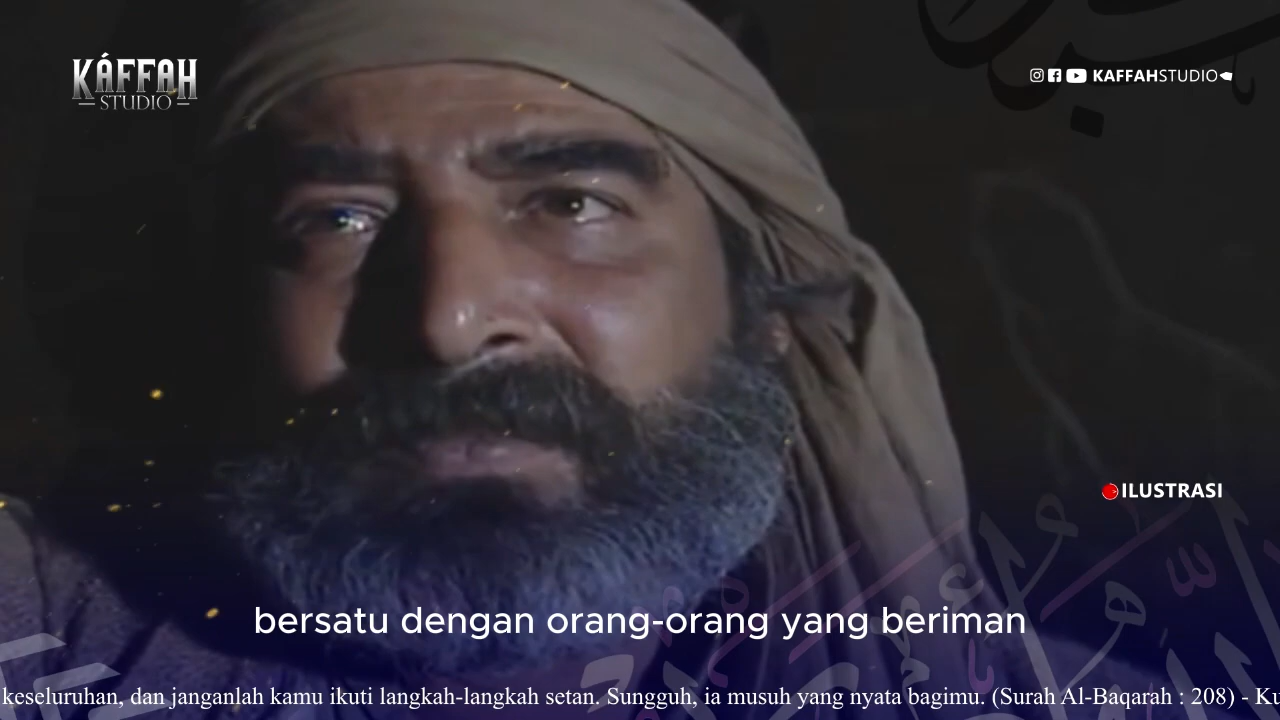 KÁFFAH
STUDIO
KAFFAHSTUDIO
ILUSTRASI
bersatu dengan orang-orang yang beriman
keseluruhan, dan janganlah kamu ikuti langkah-langkah setan. Sungguh, ia musuh yang nyata bagimu. (Surah Al-Baqarah : 208) -